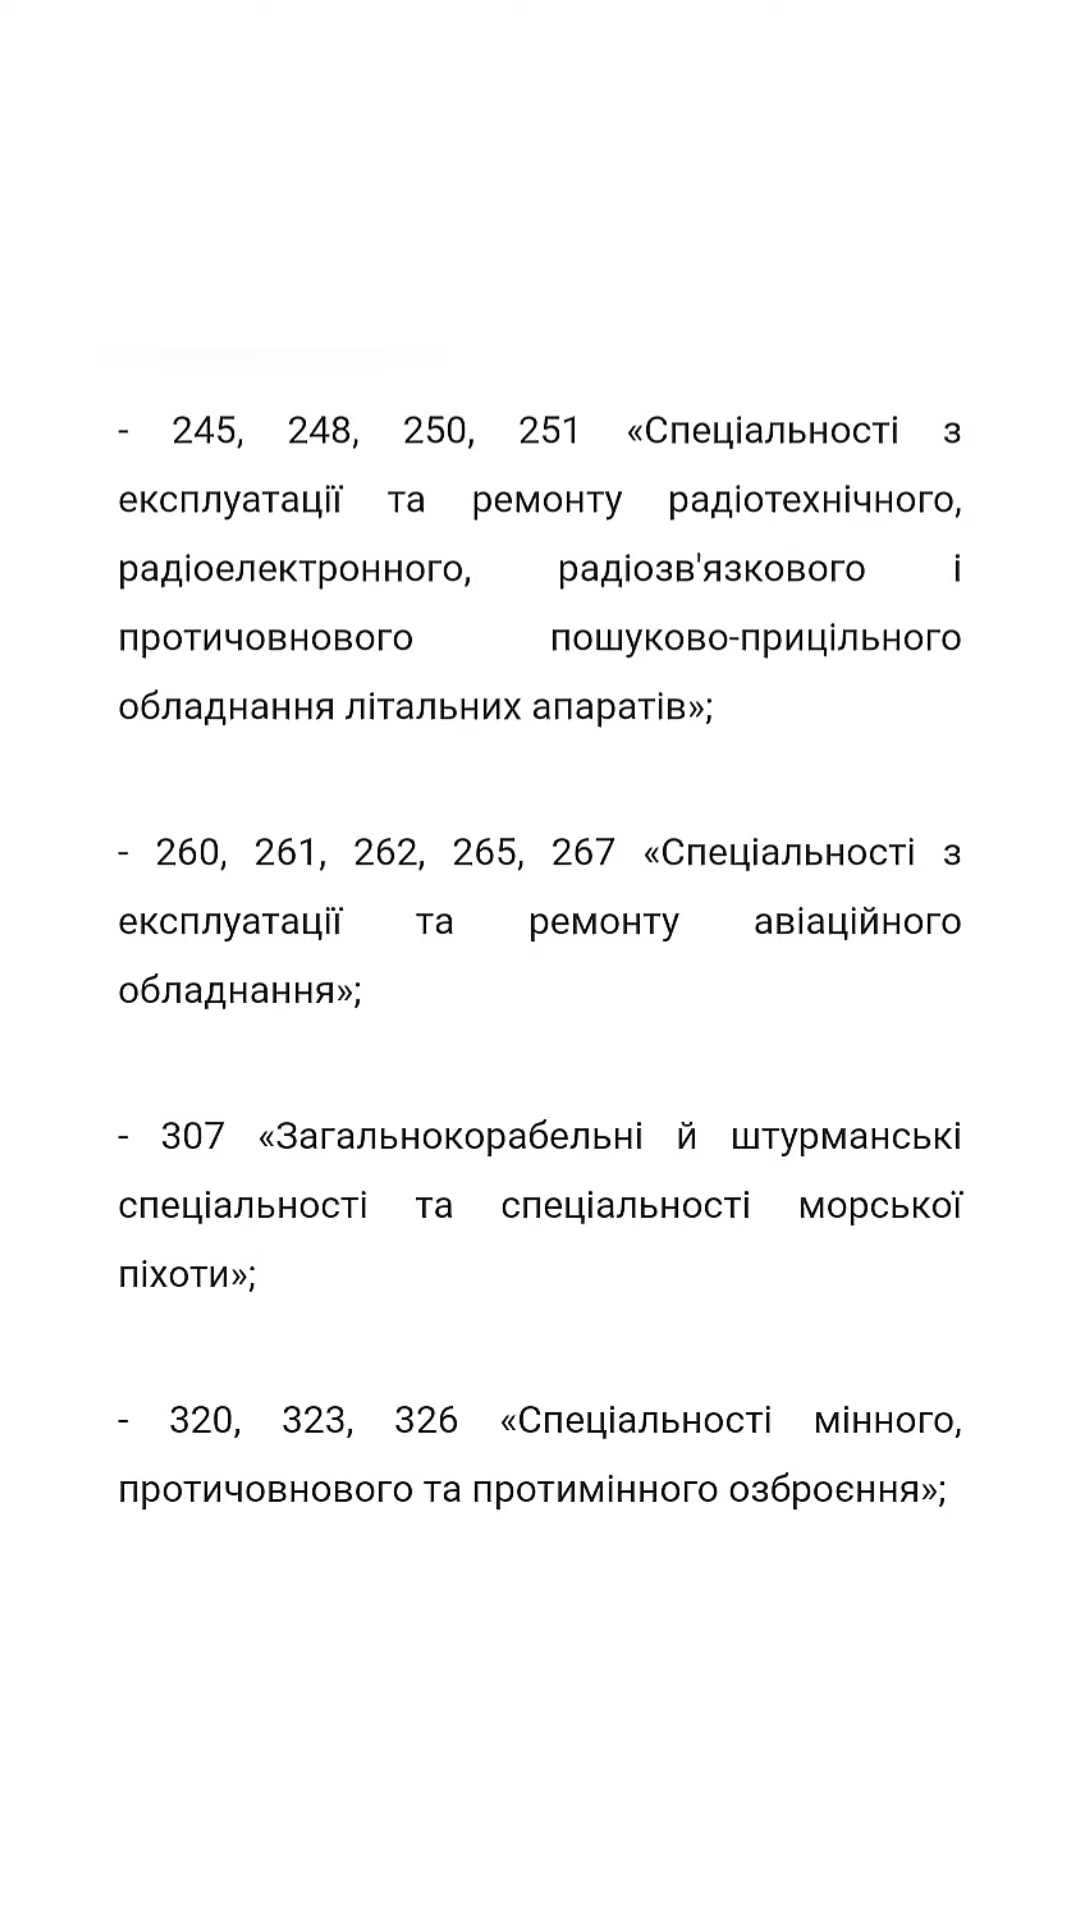 - 245, 248, 250, 251 «Спеціальності з
експлуатації та ремонту радіотехнічного,
радіоелектронного, радіозв'язкового і
протичовнового пошуково-прицільного
обладнання літальних апаратів»;
- 260, 261, 262, 265, 267 «Спеціальності з
експлуатації та ремонту авіаційного
обладнання»;
- 307 «Загальнокорабельні й штурманські
спеціальності та спеціальності морської
піхоти»;
- 320, 323, 326 «Спеціальності мінного,
протичовнового та протимінного озброєння»;